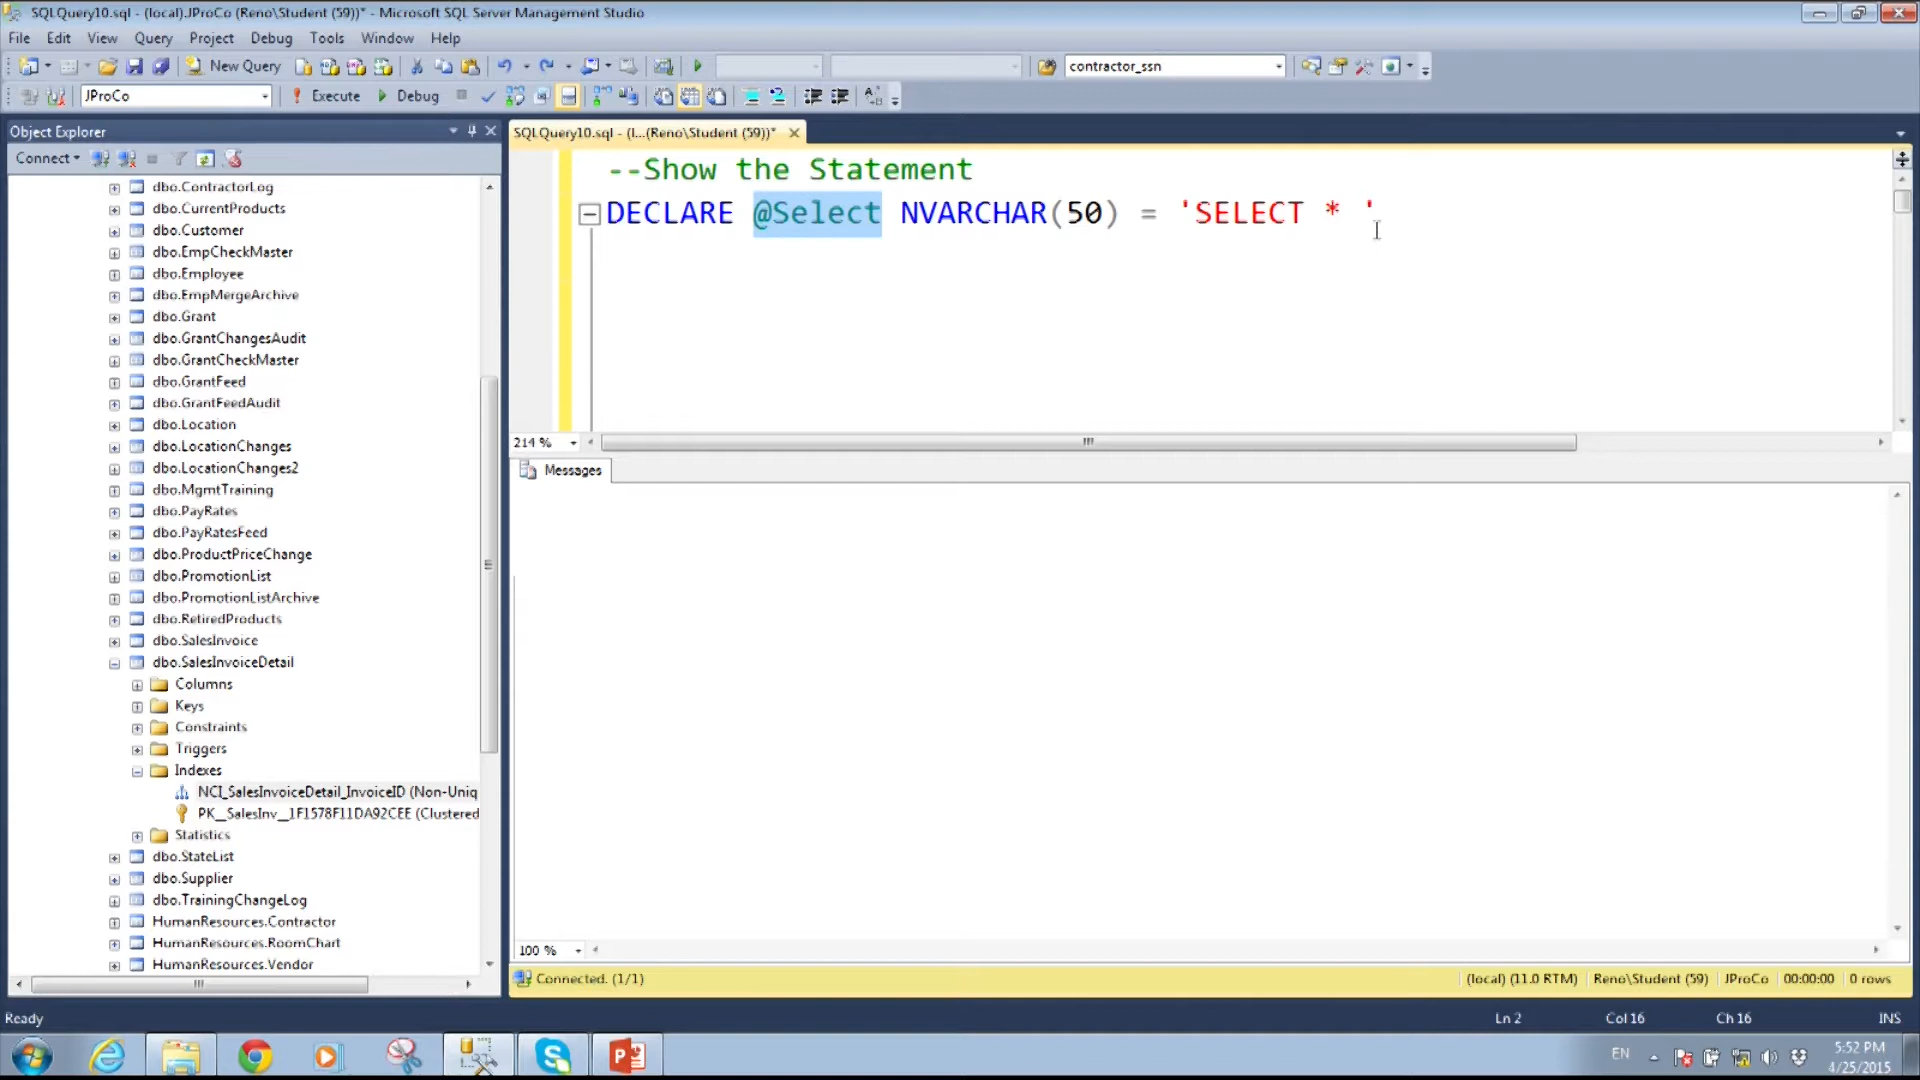 SQLQuery10.sql - (local).JProCo (Reno\Student (59))* - Microsoft SQL Server Management Studio
File Edit View Query Project Debug Tools Window Help
New Query contractor_ssn
JProCo Execute Debug
Object Explorer
SQLQuery10.sql - (l...(Reno\Student (59))*
Connect
dbo.ContractorLog
dbo.CurrentProducts
dbo.Customer
dbo.EmpCheckMaster
dbo.Employee
dbo.EmpMergeArchive
dbo.Grant
dbo.GrantChangesAudit
dbo.GrantCheckMaster
dbo.GrantFeed
dbo.GrantFeedAudit
dbo.Location
dbo.LocationChanges
dbo.LocationChanges2
dbo.MgmtTraining
dbo.PayRates
dbo.PayRatesFeed
dbo.ProductPriceChange
dbo.PromotionList
dbo.PromotionListArchive
dbo.RetiredProducts
dbo.SalesInvoice
dbo.SalesInvoiceDetail
Columns
Keys
Constraints
Triggers
Indexes
NCI_SalesInvoiceDetail_InvoiceID (Non-Uniq
PK__SalesInv__1F1578F11DA92CEE (Clustered
Statistics
dbo.StateList
dbo.Supplier
dbo.TrainingChangeLog
HumanResources.Contractor
HumanResources.RoomChart
HumanResources.Vendor
--Show the Statement
DECLARE @Select NVARCHAR(50) = 'SELECT * '
214 %
Messages
100 %
Connected. (1/1) (local) (11.0 RTM) Reno\Student (59) JProCo 00:00:00 0 rows
Ready Ln 2 Col 16 Ch 16 INS
EN 5:52 PM
4/25/2015